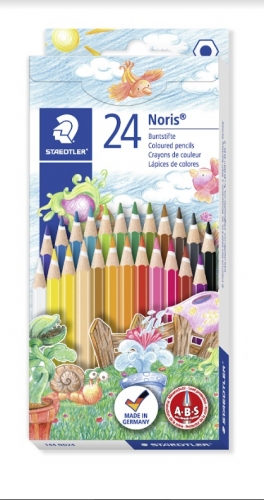 STAEDTLER
24
Noris®
Buntstifte
Coloured pencils
Crayons de couleur
Lápices de colores
MADE IN
GERMANY
A·B·S
STAEDTLER